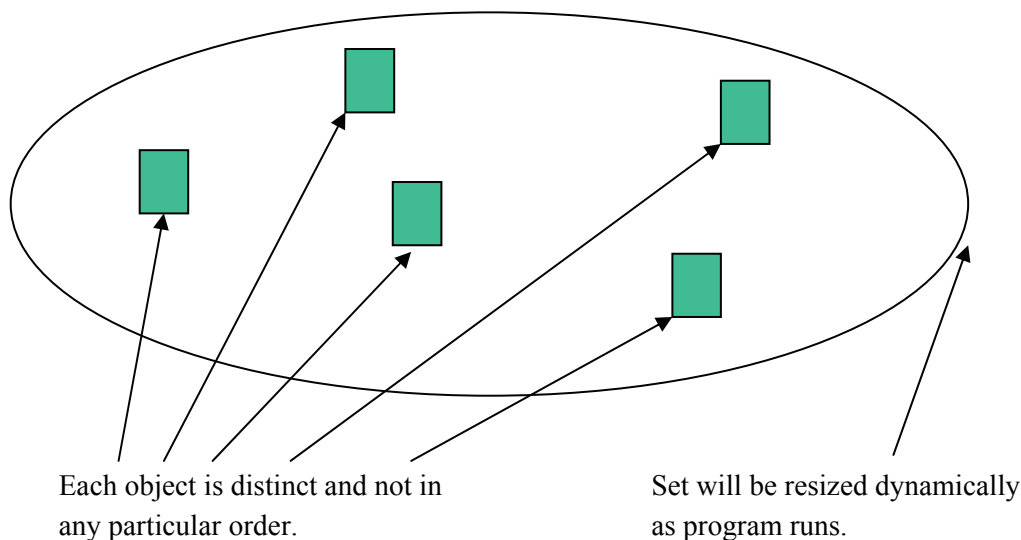 Each object is distinct and not in
any particular order.
Set will be resized dynamically
as program runs.